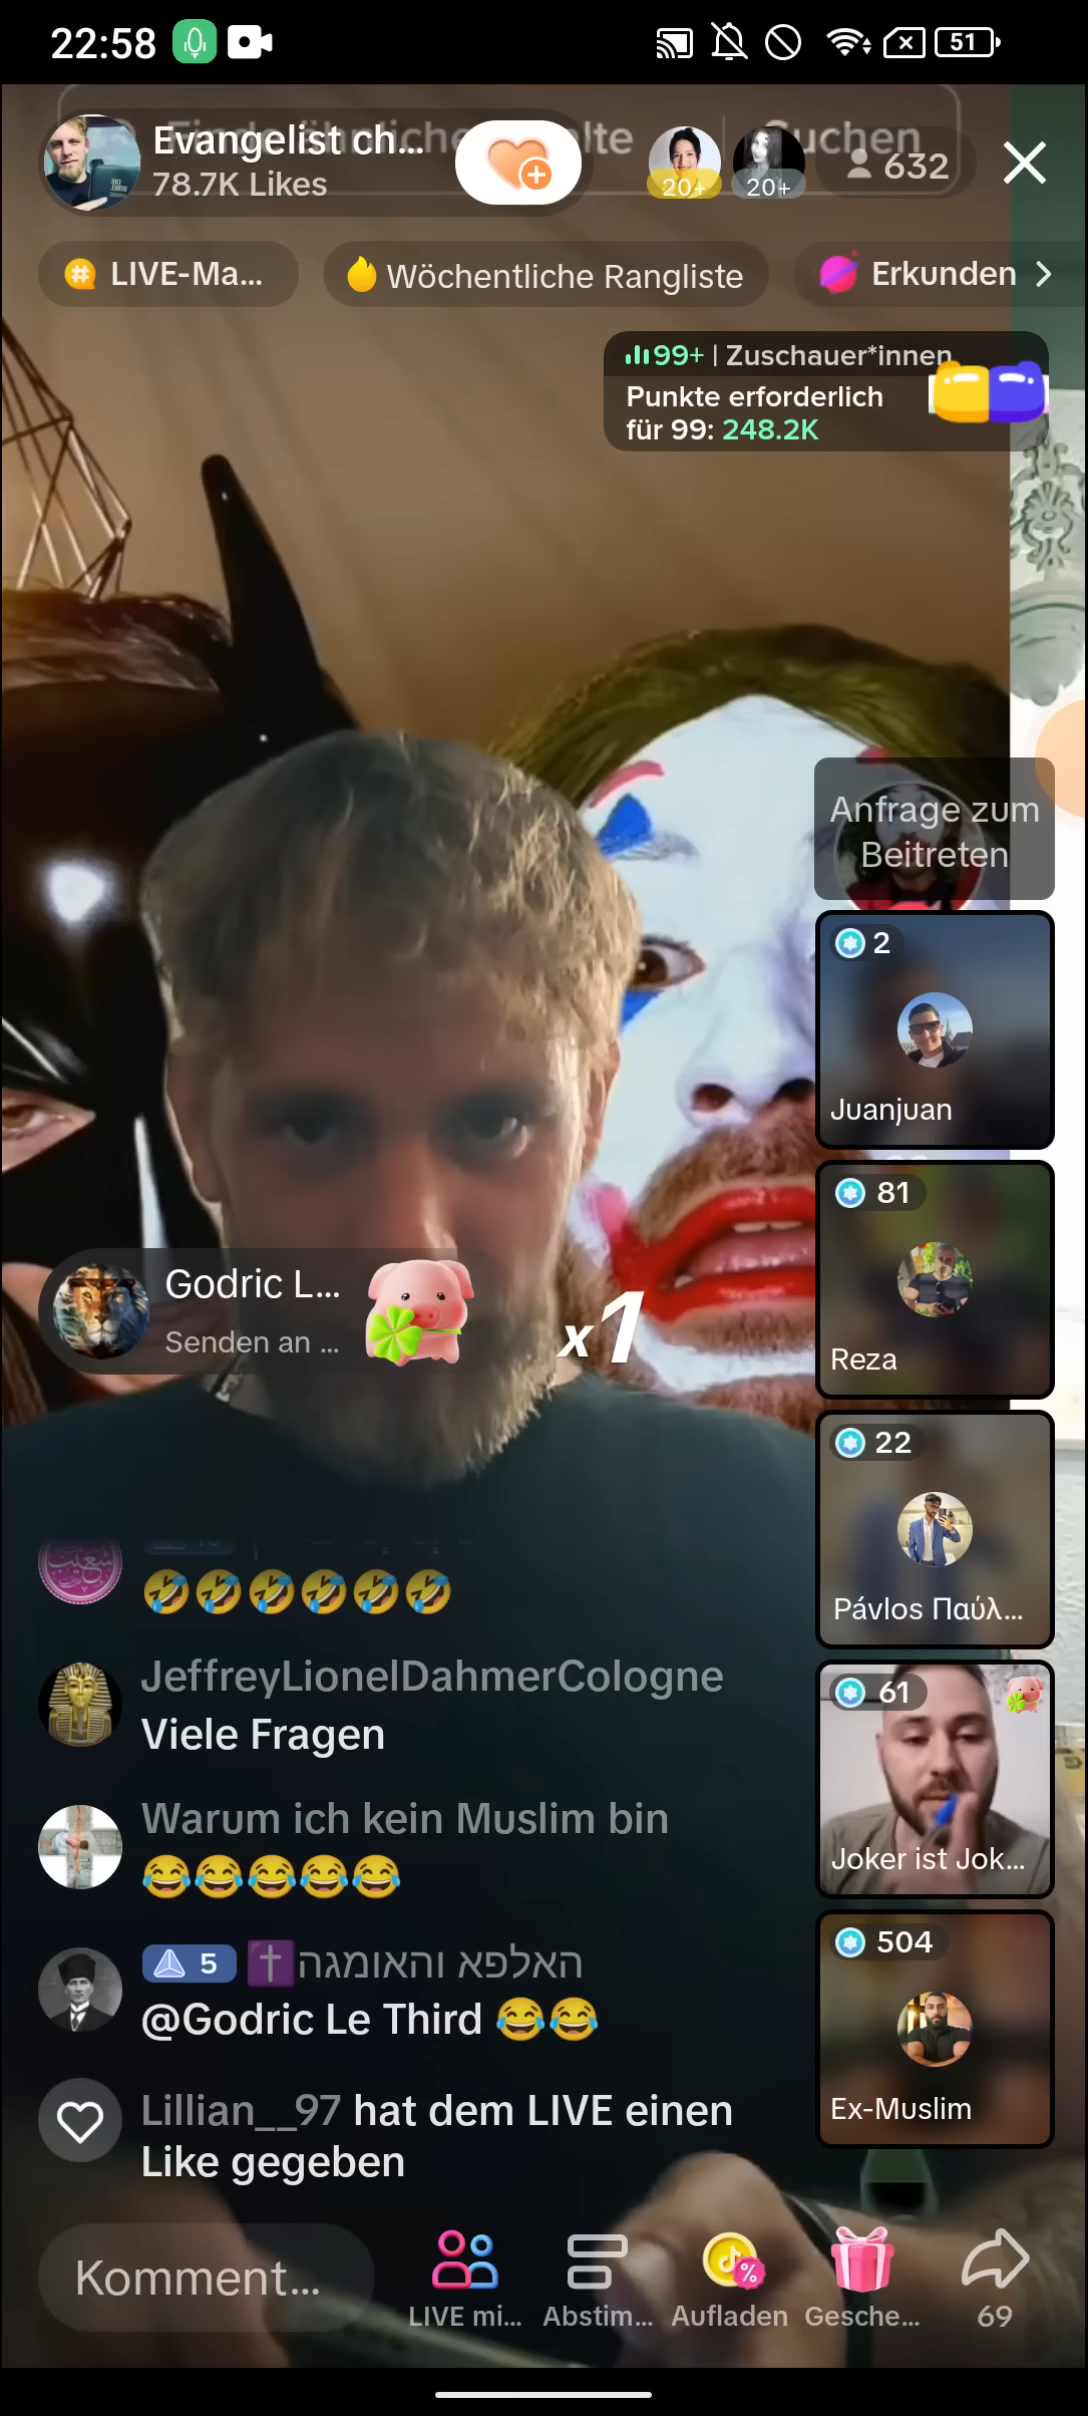 22:58
51
Evangelist ch...
78.7K Likes
20+
20+
632
Suchen
LIVE-Ma...
Wöchentliche Rangliste
Erkunden
99+ | Zuschauer*innen
Punkte erforderlich
für 99: 248.2K
Anfrage zum
Beitreten
2
Juanjuan
81
Reza
22
Pávlos Παύλ...
61
Joker ist Jok...
504
Ex-Muslim
Godric L...
Senden an ...
x1
🤣🤣🤣🤣🤣🤣
JeffreyLionelDahmerCologne
Viele Fragen
Warum ich kein Muslim bin
😂😂😂😂😂
5 ✝️האלפא והאומגה
@Godric Le Third 😂😂
Lillian__97 hat dem LIVE einen
Like gegeben
Komment...
LIVE mi...
Abstim...
Aufladen
Gesche...
69